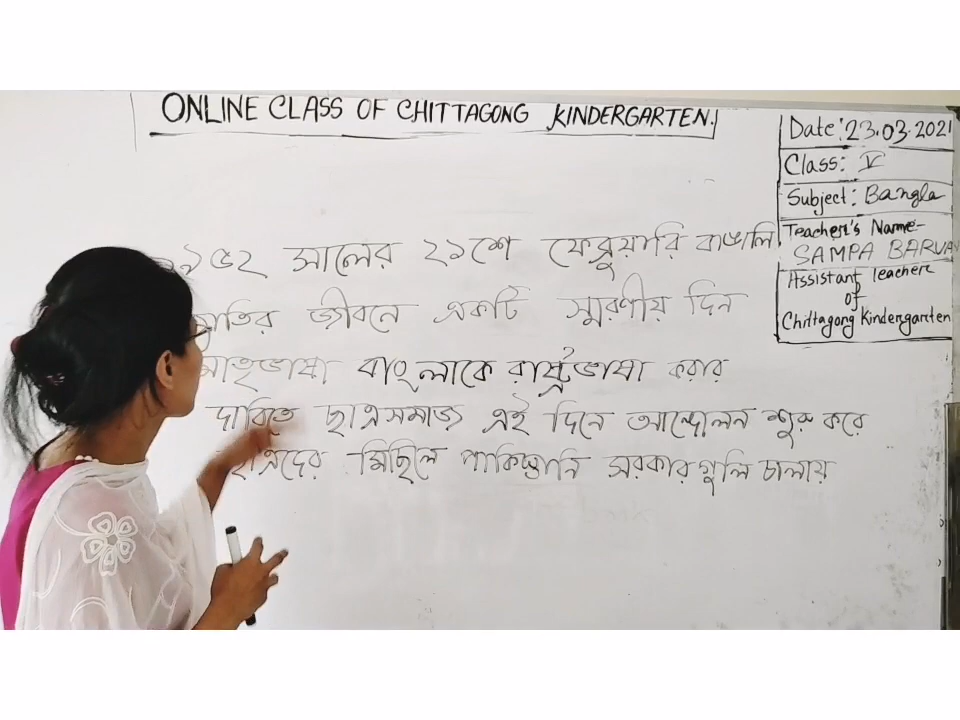 ONLINE CLASS OF CHITTAGONG KINDERGARTEN.
Date: 23.03.2021
Class: V
Subject: Bangla
Teacher's Name-
SAMPA BARUA
Assistant Teacher
of
Chittagong Kindergarten
১৯৫২ সালের ২১শে ফেব্রুয়ারি বাঙালি
জাতির জীবনে একটি স্মরণীয় দিন
মাতৃভাষা বাংলাকে রাষ্ট্রভাষা করার
দাবিতে ছাত্রসমাজ এই দিনে আন্দোলন শুরু করে
ছাত্রদের মিছিলে পাকিস্তানি সরকার গুলি চালায়